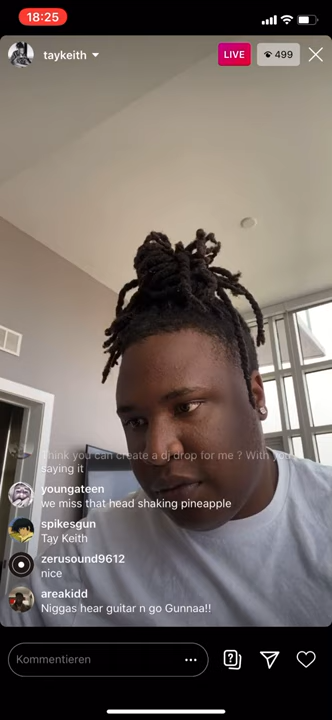 18:25
taykeith
LIVE
499
Think you can create a dj drop for me ? With
saying it
youngateen
we miss that head shaking pineapple
spikesgun
Tay Keith
zerusound9612
nice
areakidd
Niggas hear guitar n go Gunnaa!!
Kommentieren